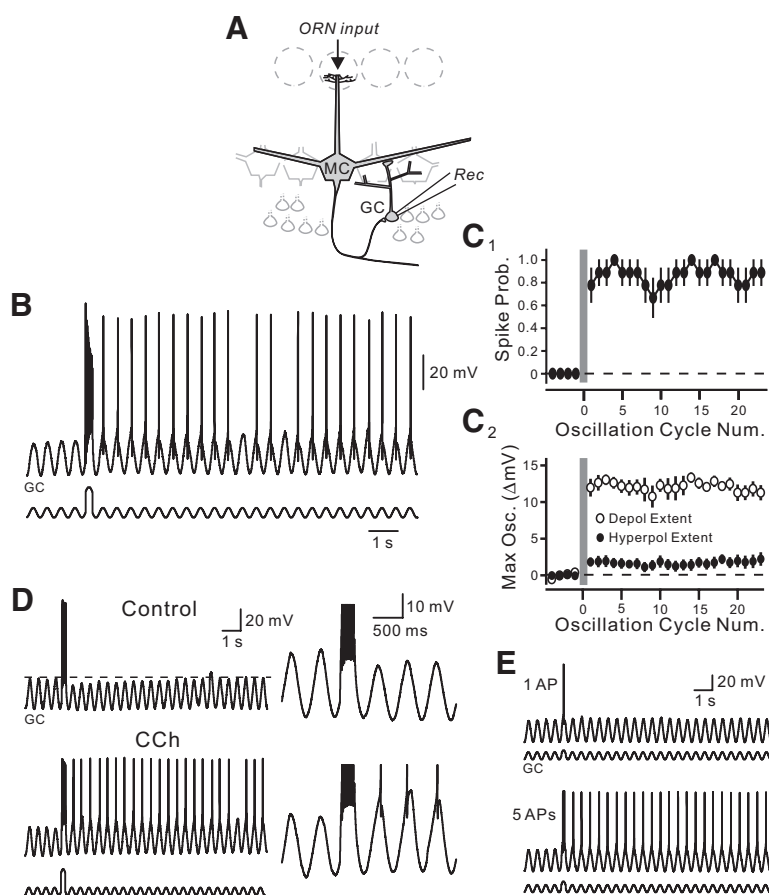 A
ORN input
MC
GC
Rec
B
20 mV
GC
1 s
C1
Spike Prob.
1.0
0.8
0.6
0.4
0.2
0
0 5 10 15 20
Oscillation Cycle Num.
C2
Max Osc. (ΔmV)
15
10
5
0
Depol Extent
Hyperpol Extent
0 5 10 15 20
Oscillation Cycle Num.
D
Control
20 mV
1 s
10 mV
500 ms
GC
CCh
E
1 AP
20 mV
1 s
GC
5 APs